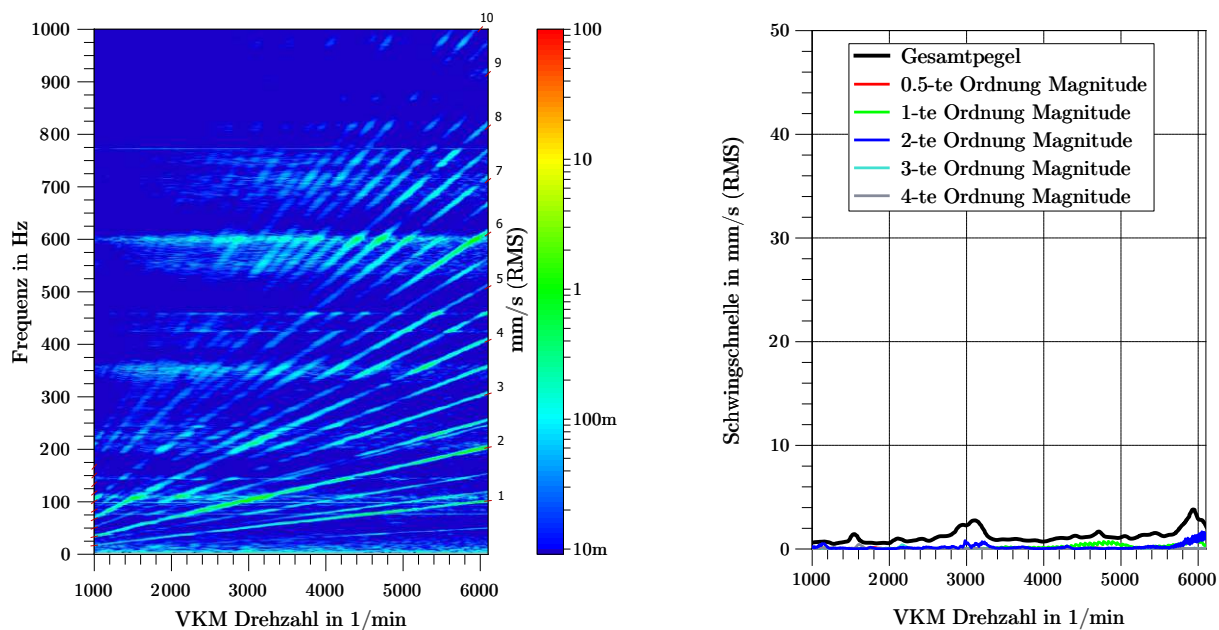 10
9
8
7
6
5
4
3
2
1
1000
900
800
700
600
500
400
300
200
100
0
Frequenz in Hz
1000 2000 3000 4000 5000 6000
VKM Drehzahl in 1/min
100
10
1
100m
10m
mm/s (RMS)
50
40
30
20
10
0
Schwingschnelle in mm/s (RMS)
Gesamtpegel
0.5-te Ordnung Magnitude
1-te Ordnung Magnitude
2-te Ordnung Magnitude
3-te Ordnung Magnitude
4-te Ordnung Magnitude
1000 2000 3000 4000 5000 6000
VKM Drehzahl in 1/min